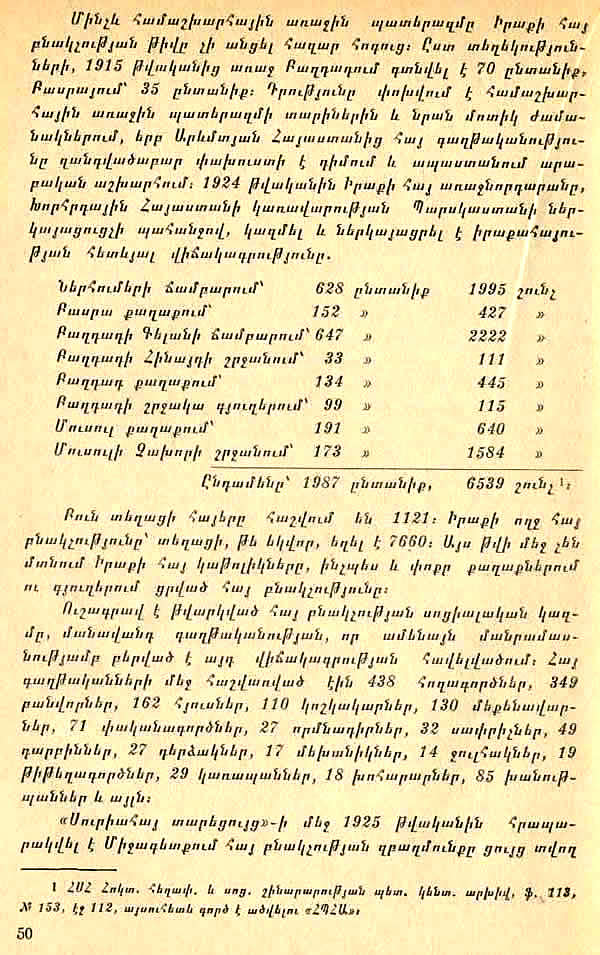 Մինչև Համաշխարհային առաջին պատերազմը Իրաքի հայ
բնակչության թիվը չի անցել հազար հոգուց։ Ըստ տեղեկություն-
ների, 1915 թվականից առաջ Բաղդադում գտնվել է 70 ընտանիք,
Բասրայում՝ 35 ընտանիք։ Դրությունը փոխվում է Համաշխար-
հային առաջին պատերազմի տարիներին և նրան մոտիկ ժամա-
նակներում, երբ Արևմտյան Հայաստանից հայ գաղթականությու-
նը զանգվածաբար փախուստի է դիմում և ապաստանում արա-
բական աշխարհում։ 1924 թվականին Իրաքի հայ առաջնորդարանը,
Խորհրդային Հայաստանի կառավարության Պարսկաստանի ներ-
կայացուցչի պահանջով, կազմել և ներկայացրել է իրաքահայու-
թյան հետևյալ վիճակագրությունը.
Նեըհումերի ճամբարում՝ 628 ընտանիք 1995 շունչ
Բասրա քաղաքում՝ 152 » 427 »
Բաղդադի Գելանի ճամբարում՝ 647 2222 »
Բաղդադի Հինայդի շրջանում՝ 33 » 111 »
Բաղդադ քաղաքում՝ 134 » 445 »
Բաղդադի շրջակա գյուղերում՝ 99 » 115 »
Մոսուլ քաղաքում՝ 191 » 640 »
Մոսուլի Զախորի շրջանում՝ 173 » 1584 »
Ընդամենը՝ 1987 ընտանիք, 6539 շունչ ¹։
Բուն տեղացի հայերը հաշվում են 1121։ Իրաքի ողջ հայ
բնակչությունը՝ տեղացի, թե եկվոր, եղել է 7660։ Այս թվի մեջ չեն
մտնում Իրաքի հայ կաթոլիկները, ինչպես և փոքր քաղաքներում
ու գյուղերում ցրված հայ բնակչությունը։
Ուշագրավ է թվարկված հայ բնակչության սոցիալական կազ-
մը, մանավանդ գաղթականության, որ ամենայն մանրամաս-
նությամբ բերված է այդ վիճակագրության հավելվածում։ Հայ
գաղթականների մեջ հաշվառված էին 438 հողագործներ, 349
բանվորներ, 162 հյուսներ, 110 կոշկակարներ, 130 մեքենավար-
ներ, 71 փականագործներ, 27 որմնադիրներ, 32 սափրիչներ, 49
դարբիններ, 27 դերձակներ, 17 մեխանիկներ, 14 ջուլհակներ, 19
թիթեղագործներ, 29 կառապաններ, 18 խոհարարներ, 85 խանութ-
պաններ և այլն։
«Սուրիահայ տարեցույց»-ի մեջ 1925 թվականին հրապա-
րակվել է Միջագետքում հայ բնակչության զբաղմունքը ցույց տվող
1 ՀՍՀ Հոկտ. հեղափ. և սոց. շինարարության պետ. կենտ. արխիվ, ֆ. 113,
№ 153, էջ 112, այսուհետև գործ է ածվելու «ՀՊՀԱ»։
50